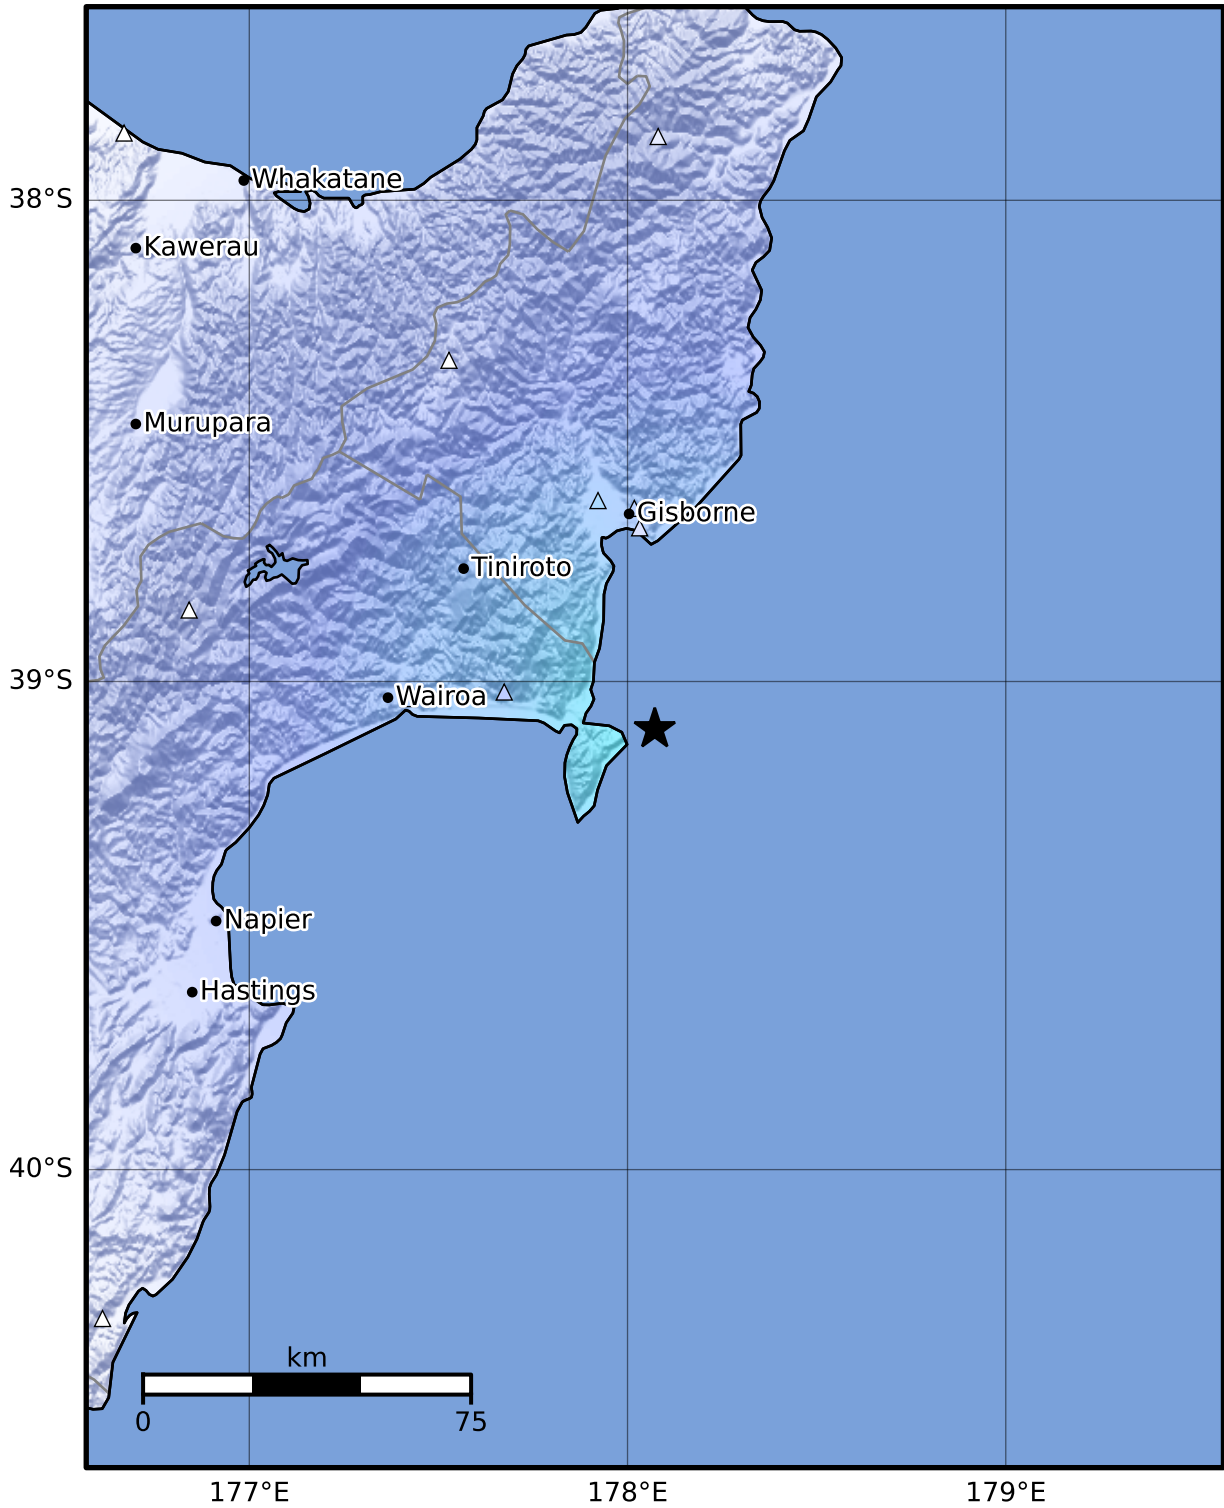 Whakatane
38°S
Kawerau
Murupara
Gisborne
Tiniroto
39°S
Wairoa
Napier
Hastings
40°S
km
0 75
177°E 178°E 179°E